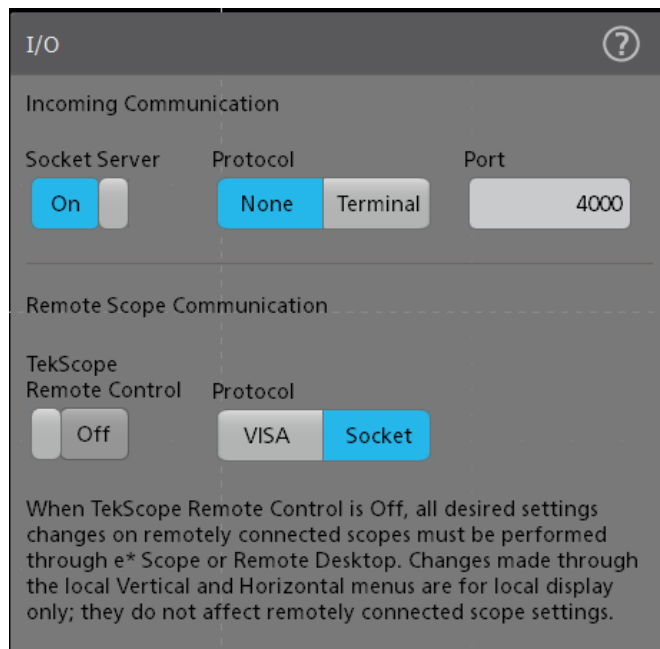 I/O
?
Incoming Communication
Socket Server Protocol Port
On None Terminal 4000
Remote Scope Communication
TekScope
Remote Control Protocol
Off VISA Socket
When TekScope Remote Control is Off, all desired settings
changes on remotely connected scopes must be performed
through e* Scope or Remote Desktop. Changes made through
the local Vertical and Horizontal menus are for local display
only; they do not affect remotely connected scope settings.